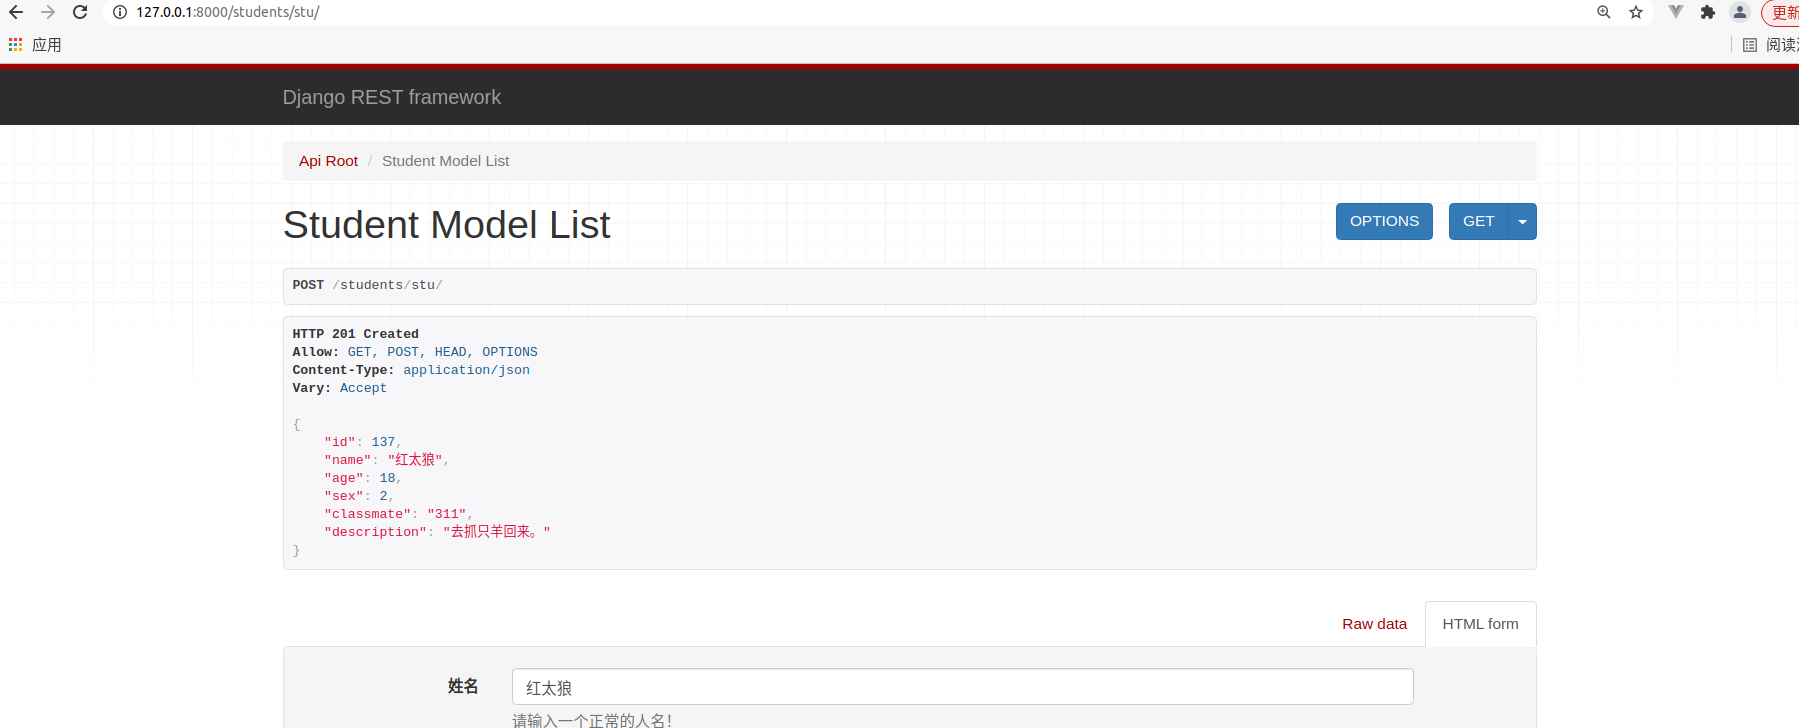 127.0.0.1:8000/students/stu/
更新
应用
阅读
Django REST framework
Api Root / Student Model List
Student Model List
OPTIONS GET
POST /students/stu/
HTTP 201 Created
Allow: GET, POST, HEAD, OPTIONS
Content-Type: application/json
Vary: Accept
{
    "id": 137,
    "name": "红太狼",
    "age": 18,
    "sex": 2,
    "classmate": "311",
    "description": "去抓只羊回来。"
}
Raw data HTML form
姓名 红太狼
请输入一个正常的人名!